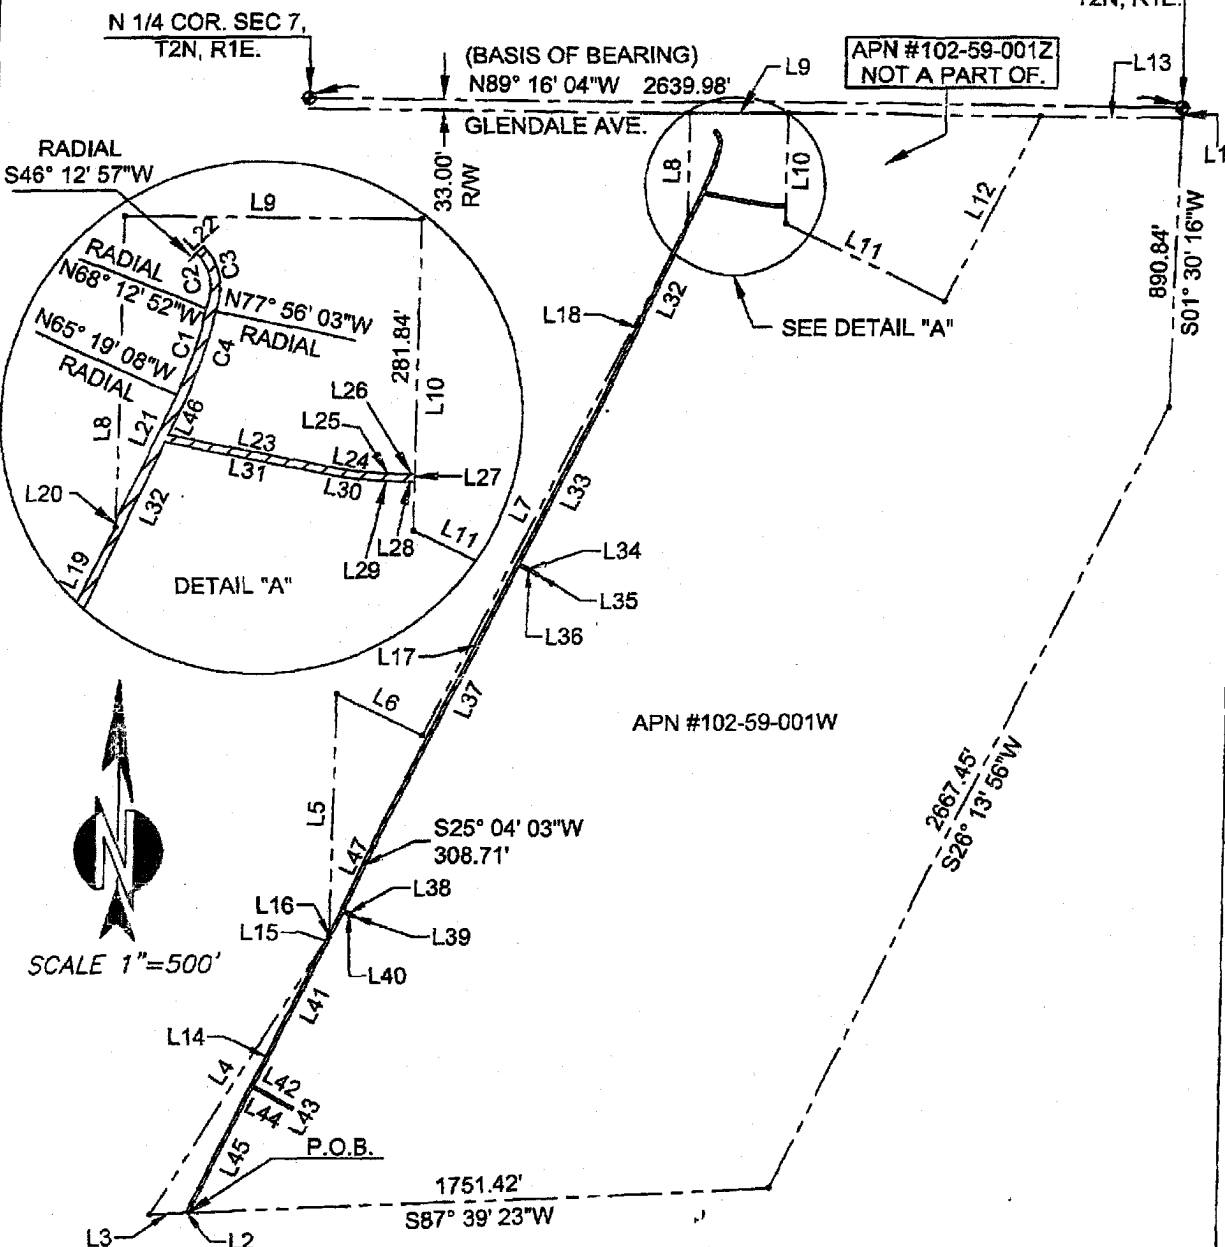 T2N, R1E.
N 1/4 COR. SEC 7,
T2N, R1E.
(BASIS OF BEARING)
N89° 16' 04"W 2639.98'
GLENDALE AVE.
33.00'
R/W
L9
APN #102-59-001Z
NOT A PART OF.
L13
L1
RADIAL
S46° 12' 57"W
L9
L22
C2
C3
RADIAL
N68° 12' 52"W
N77° 56' 03"W
RADIAL
N65° 19' 08"W
RADIAL
C1
C4
281.84'
L10
L8
L21
L46
L23
L31
L24
L30
L25
L26
L27
L28
L29
L11
L20
L32
L19
DETAIL "A"
L8
L10
L11
L12
890.84'
S01° 30' 16"W
L32
L18
SEE DETAIL "A"
L7
L33
L34
L35
L36
L17
L37
L6
APN #102-59-001W
L5
2667.45'
S26° 13' 56"W
S25° 04' 03"W
308.71'
L47
L38
L16
L15
L39
L40
N
SCALE 1"=500'
L41
L14
L4
L42
L44
L43
L45
P.O.B.
1751.42'
S87° 39' 23"W
L3
L2